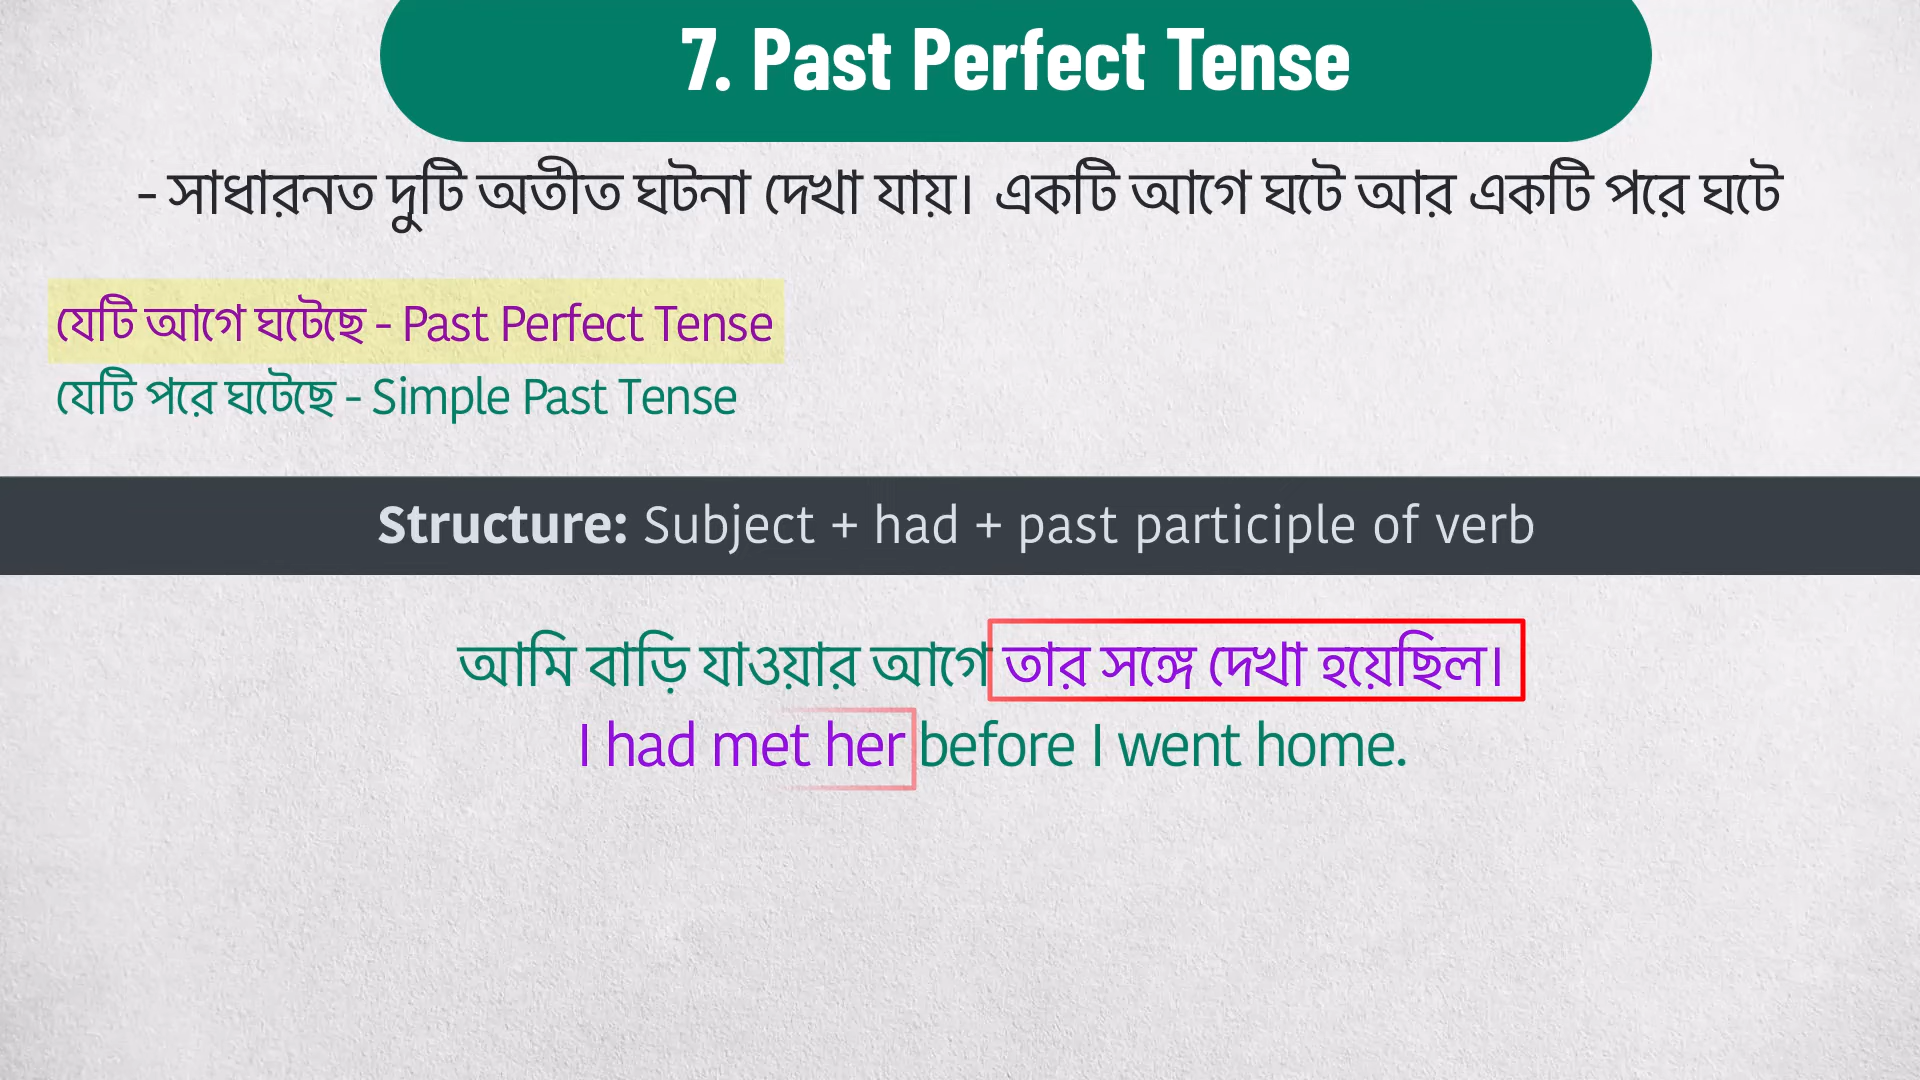 7. Past Perfect Tense
- সাধারনত দুটি অতীত ঘটনা দেখা যায়। একটি আগে ঘটে আর একটি পরে ঘটে
যেটি আগে ঘটেছে - Past Perfect Tense
যেটি পরে ঘটেছে - Simple Past Tense
Structure: Subject + had + past participle of verb
আমি বাড়ি যাওয়ার আগে তার সঙ্গে দেখা হয়েছিল।
I had met her before I went home.